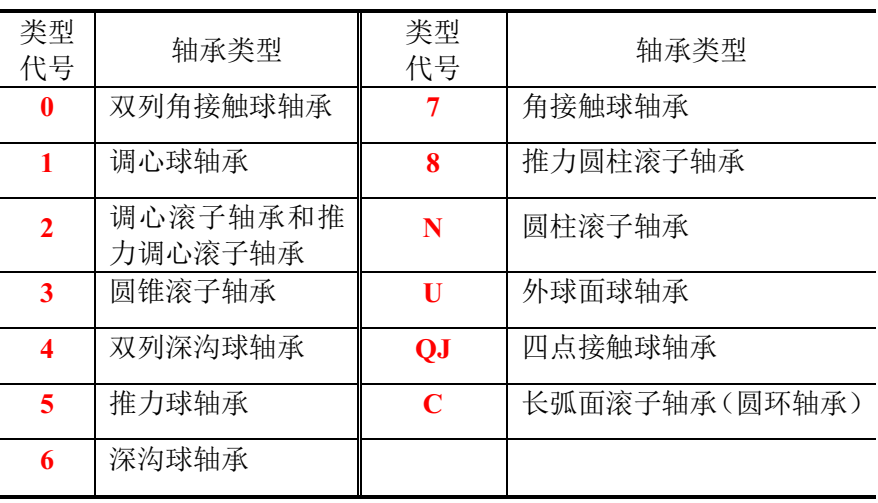 类型 轴承类型 类型 轴承类型
代号 代号
0 双列角接触球轴承 7 角接触球轴承
1 调心球轴承 8 推力圆柱滚子轴承
2 调心滚子轴承和推 N 圆柱滚子轴承
力调心滚子轴承
3 圆锥滚子轴承 U 外球面球轴承
4 双列深沟球轴承 QJ 四点接触球轴承
5 推力球轴承 C 长弧面滚子轴承（圆环轴承）
6 深沟球轴承